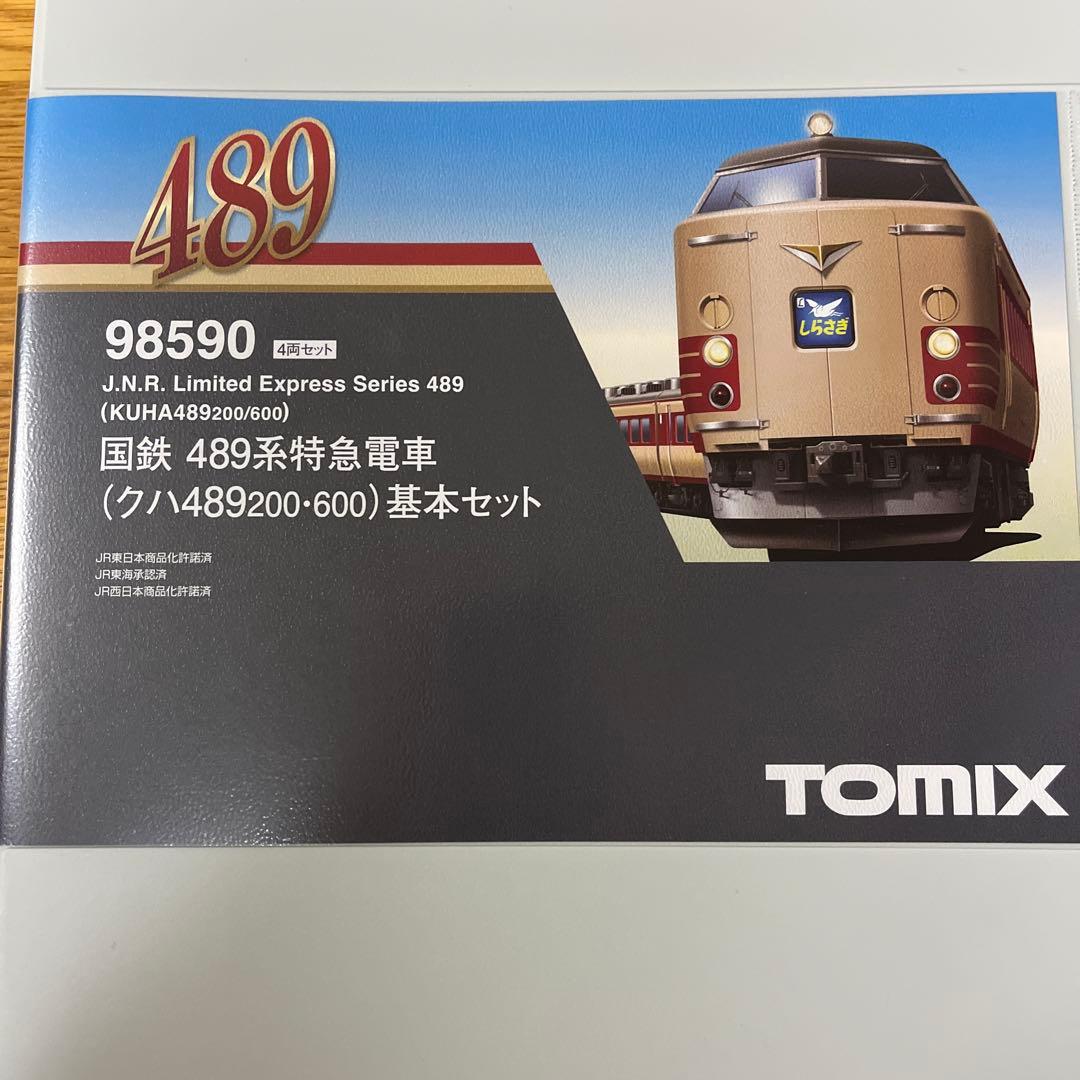 489
98590 4両セット
J.N.R. Limited Express Series 489
(KUHA489200/600)
国鉄 489系特急電車
(クハ489200・600)基本セット
JR東日本商品化許諾済
JR東海承認済
JR西日本商品化許諾済
L
しらさぎ
TOMIX